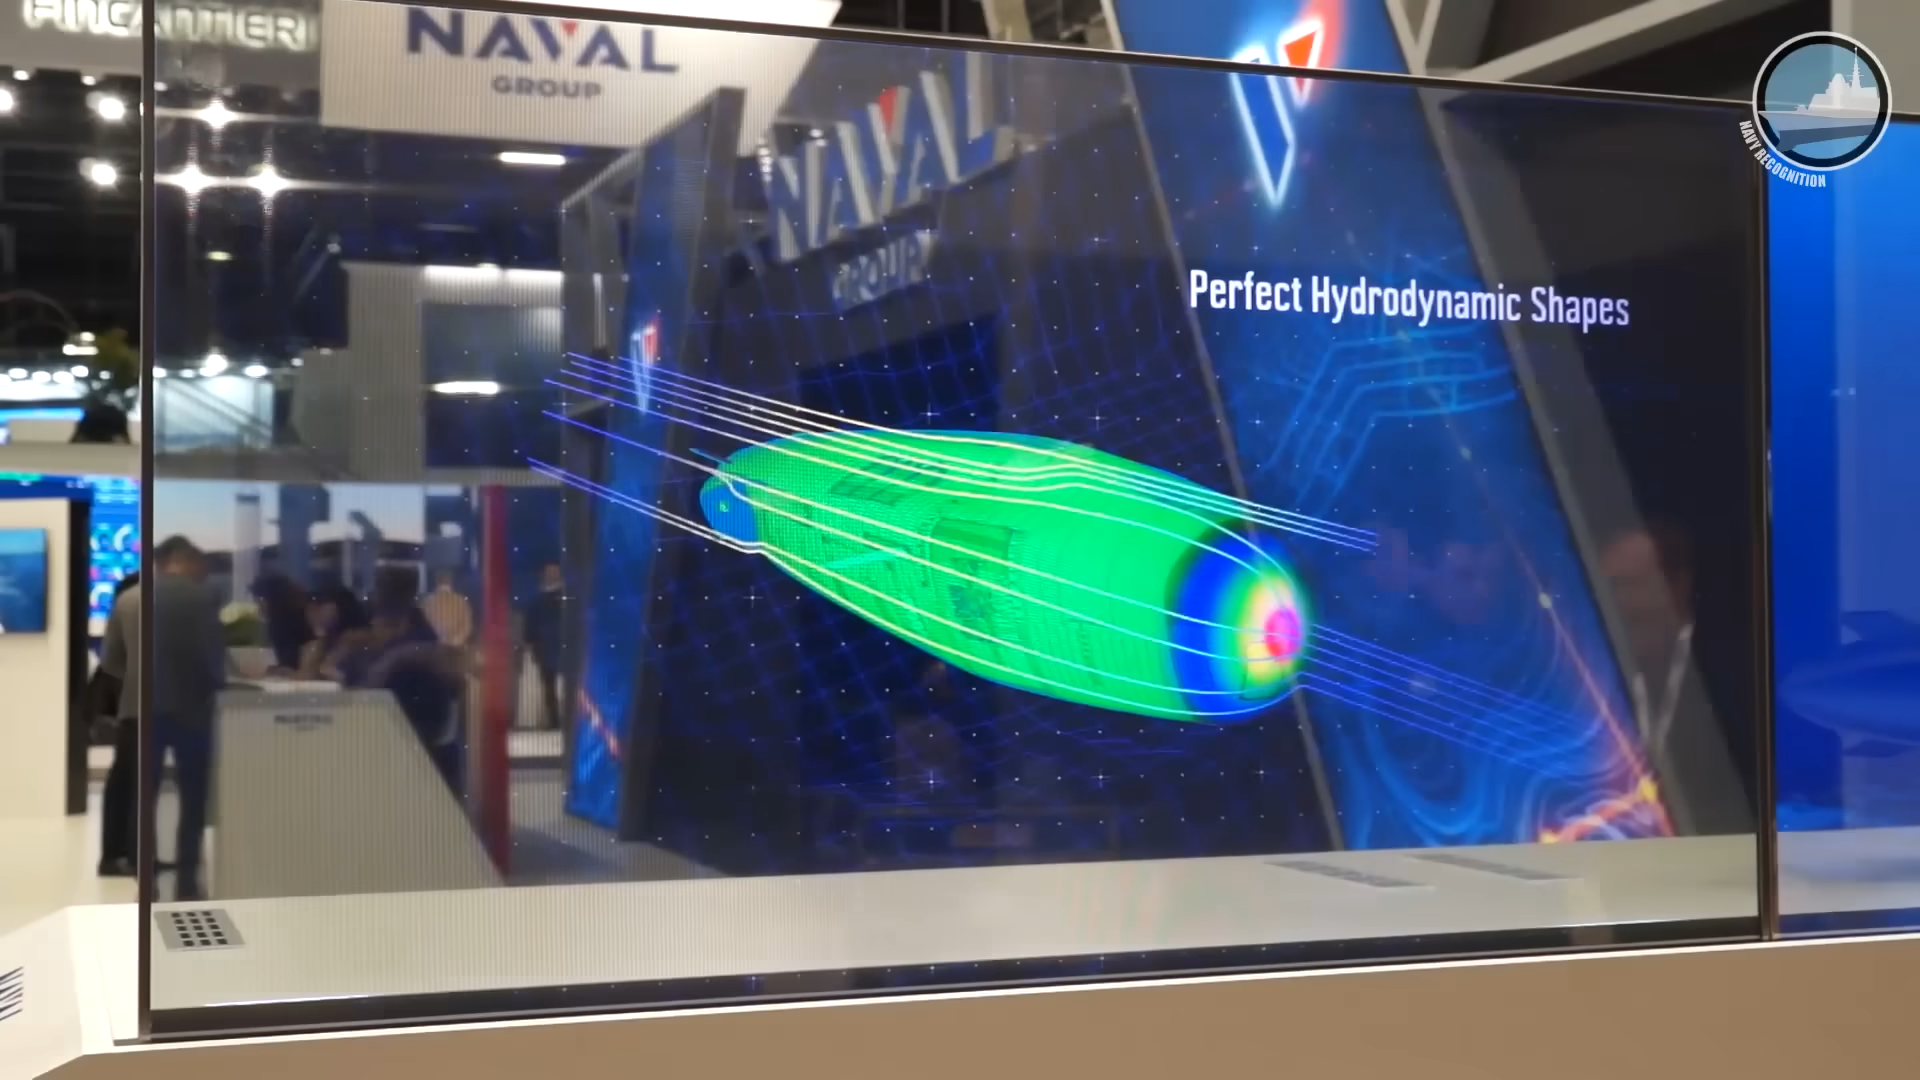 FINCANTIERI
NAVAL
GROUP
NAVAL
GROUP
Perfect Hydrodynamic Shapes
NAVY RECOGNITION